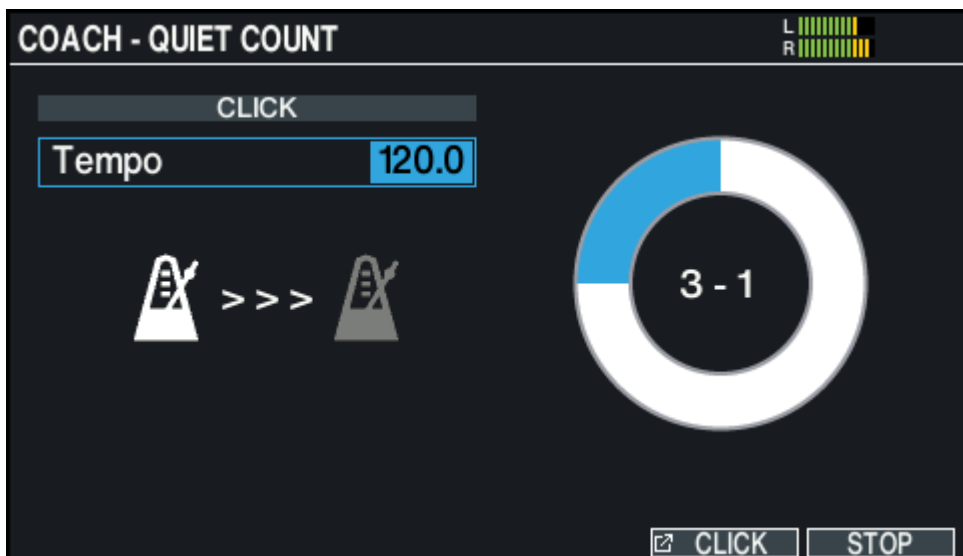 COACH - QUIET COUNT
L
R
CLICK
Tempo 120.0
> > >
3 - 1
CLICK STOP